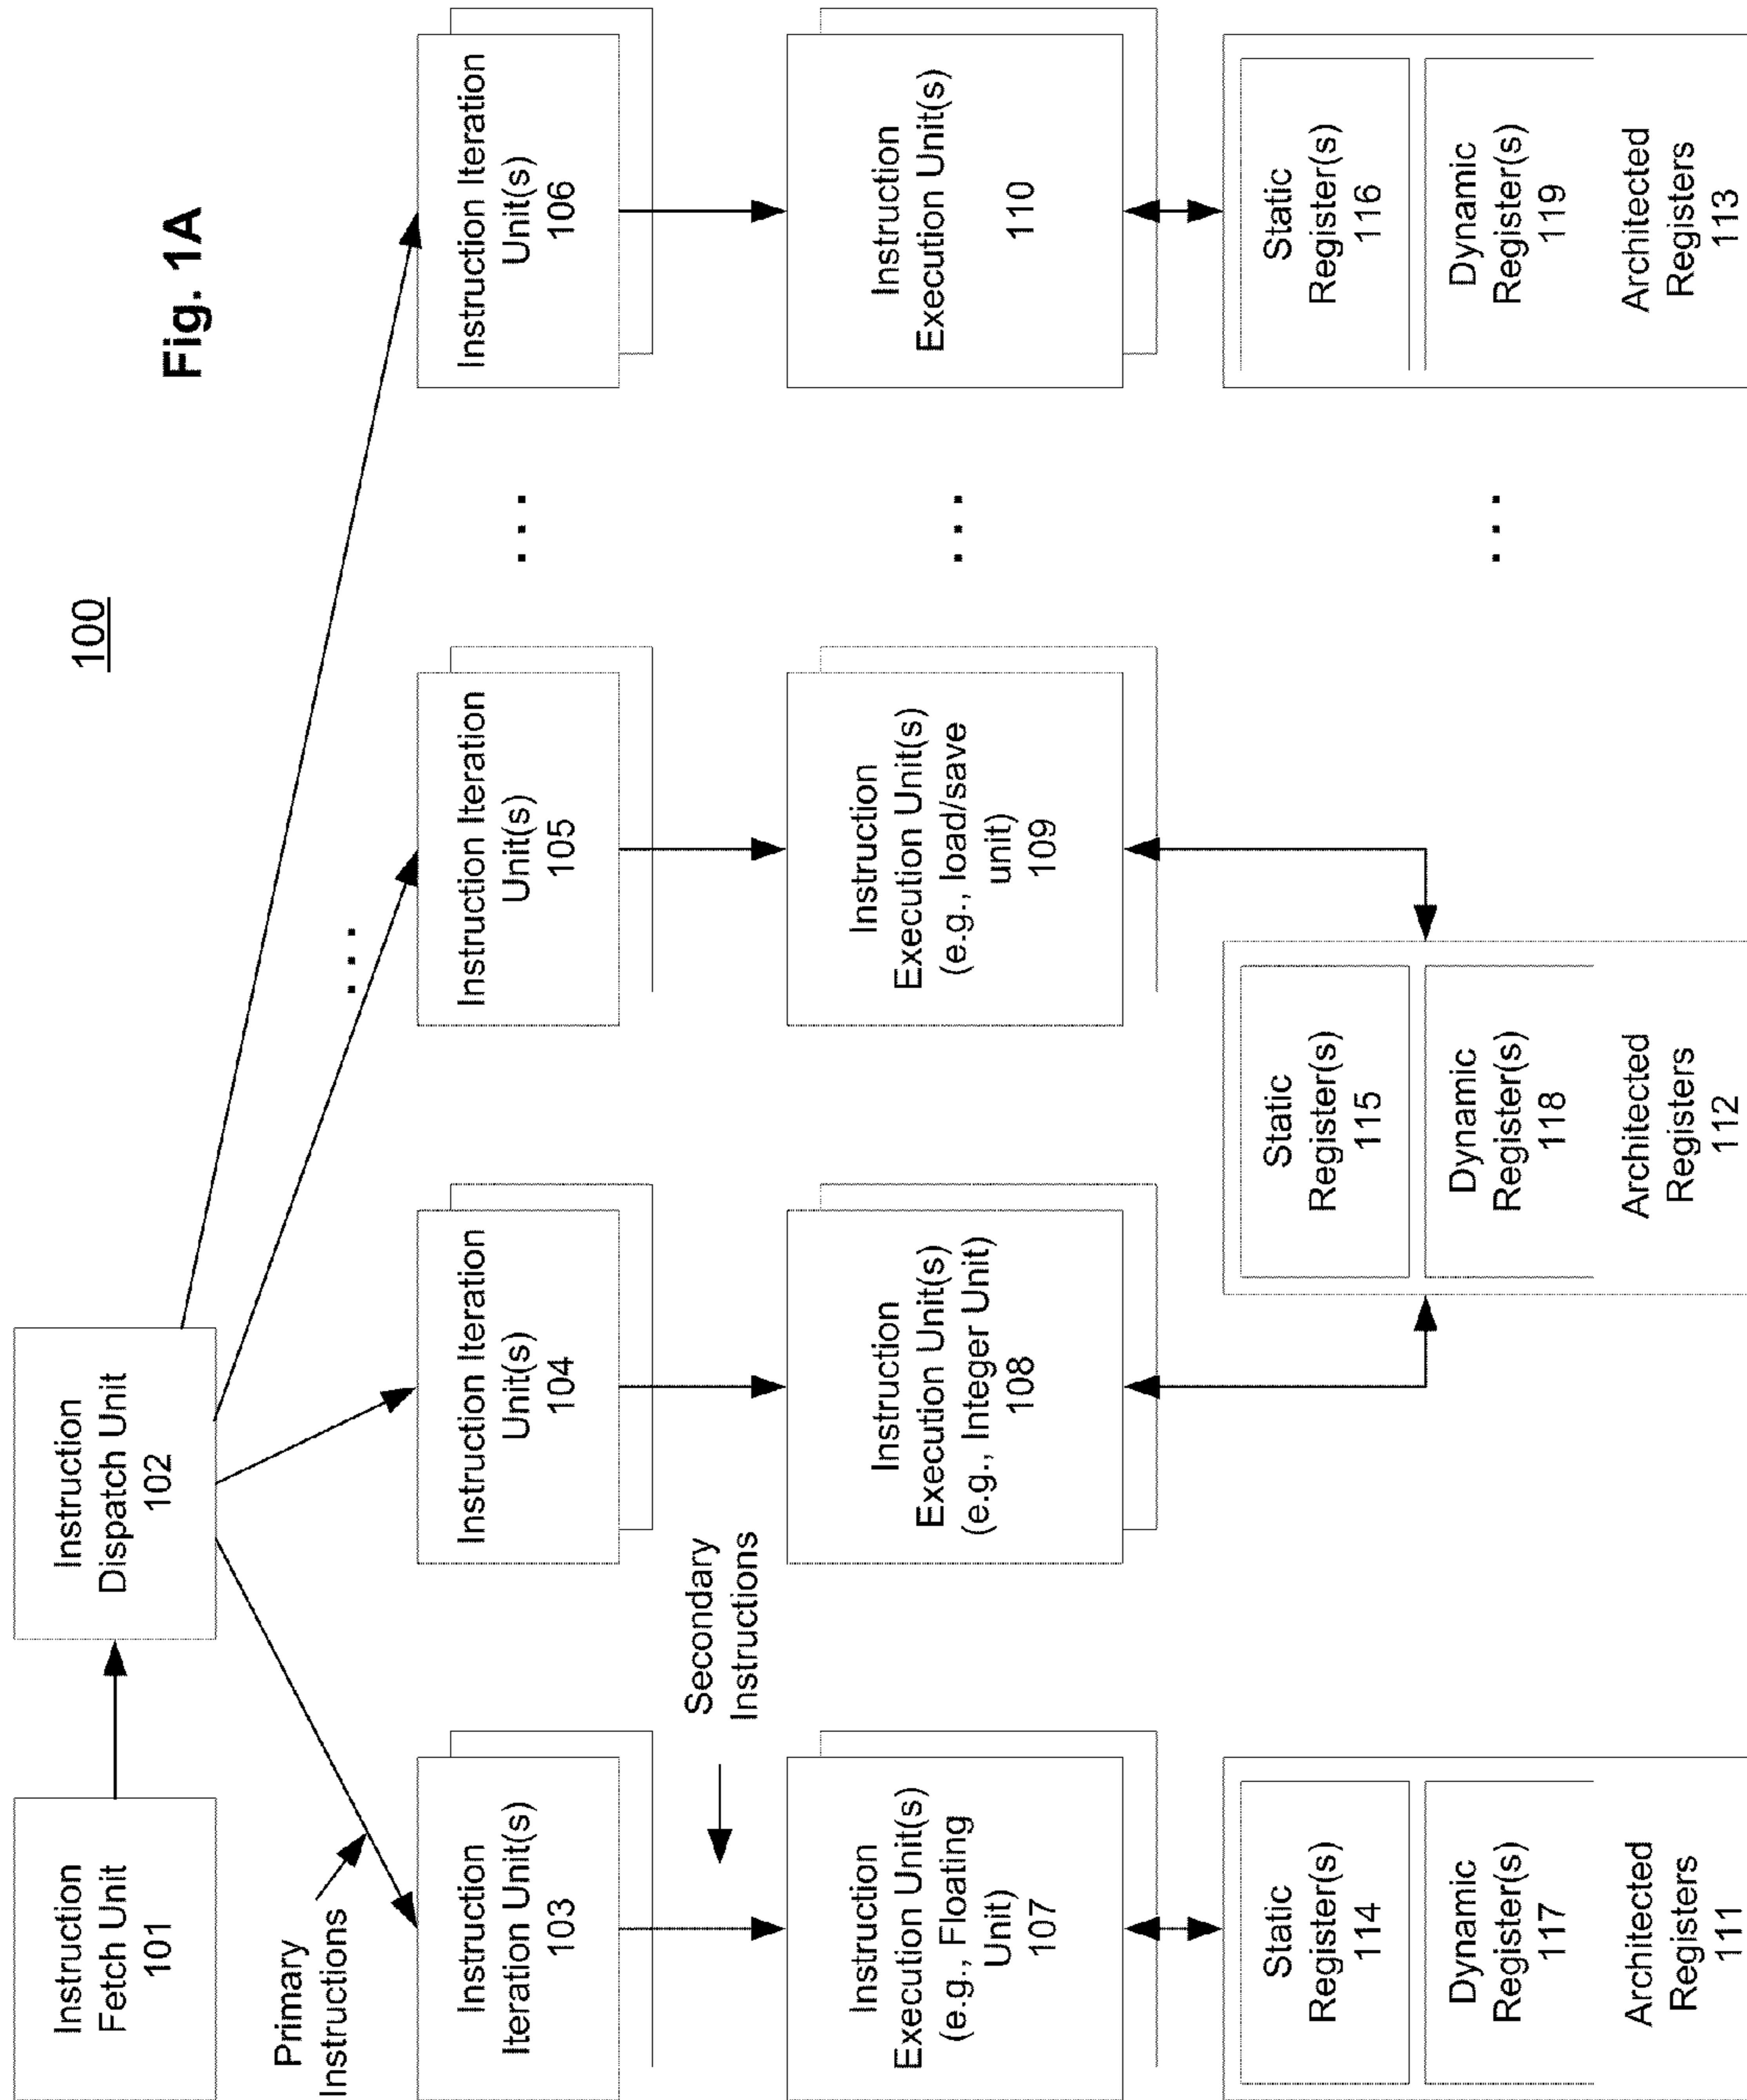 Fig. 1A
100
Instruction
Fetch Unit
101
Instruction
Dispatch Unit
102
Primary
Instructions
. . .
Instruction
Iteration Unit(s)
103
Instruction Iteration
Unit(s)
104
Instruction Iteration
Unit(s)
105
. . .
Instruction Iteration
Unit(s)
106
Secondary
Instructions
Instruction
Execution Unit(s)
(e.g., Floating
Unit)
107
Instruction
Execution Unit(s)
(e.g., Integer Unit)
108
Instruction
Execution Unit(s)
(e.g., load/save
unit)
109
. . .
Instruction
Execution Unit(s)
110
Static
Register(s)
114
Dynamic
Register(s)
117
Architected
Registers
111
Static
Register(s)
115
Dynamic
Register(s)
118
Architected
Registers
112
. . .
Static
Register(s)
116
Dynamic
Register(s)
119
Architected
Registers
113